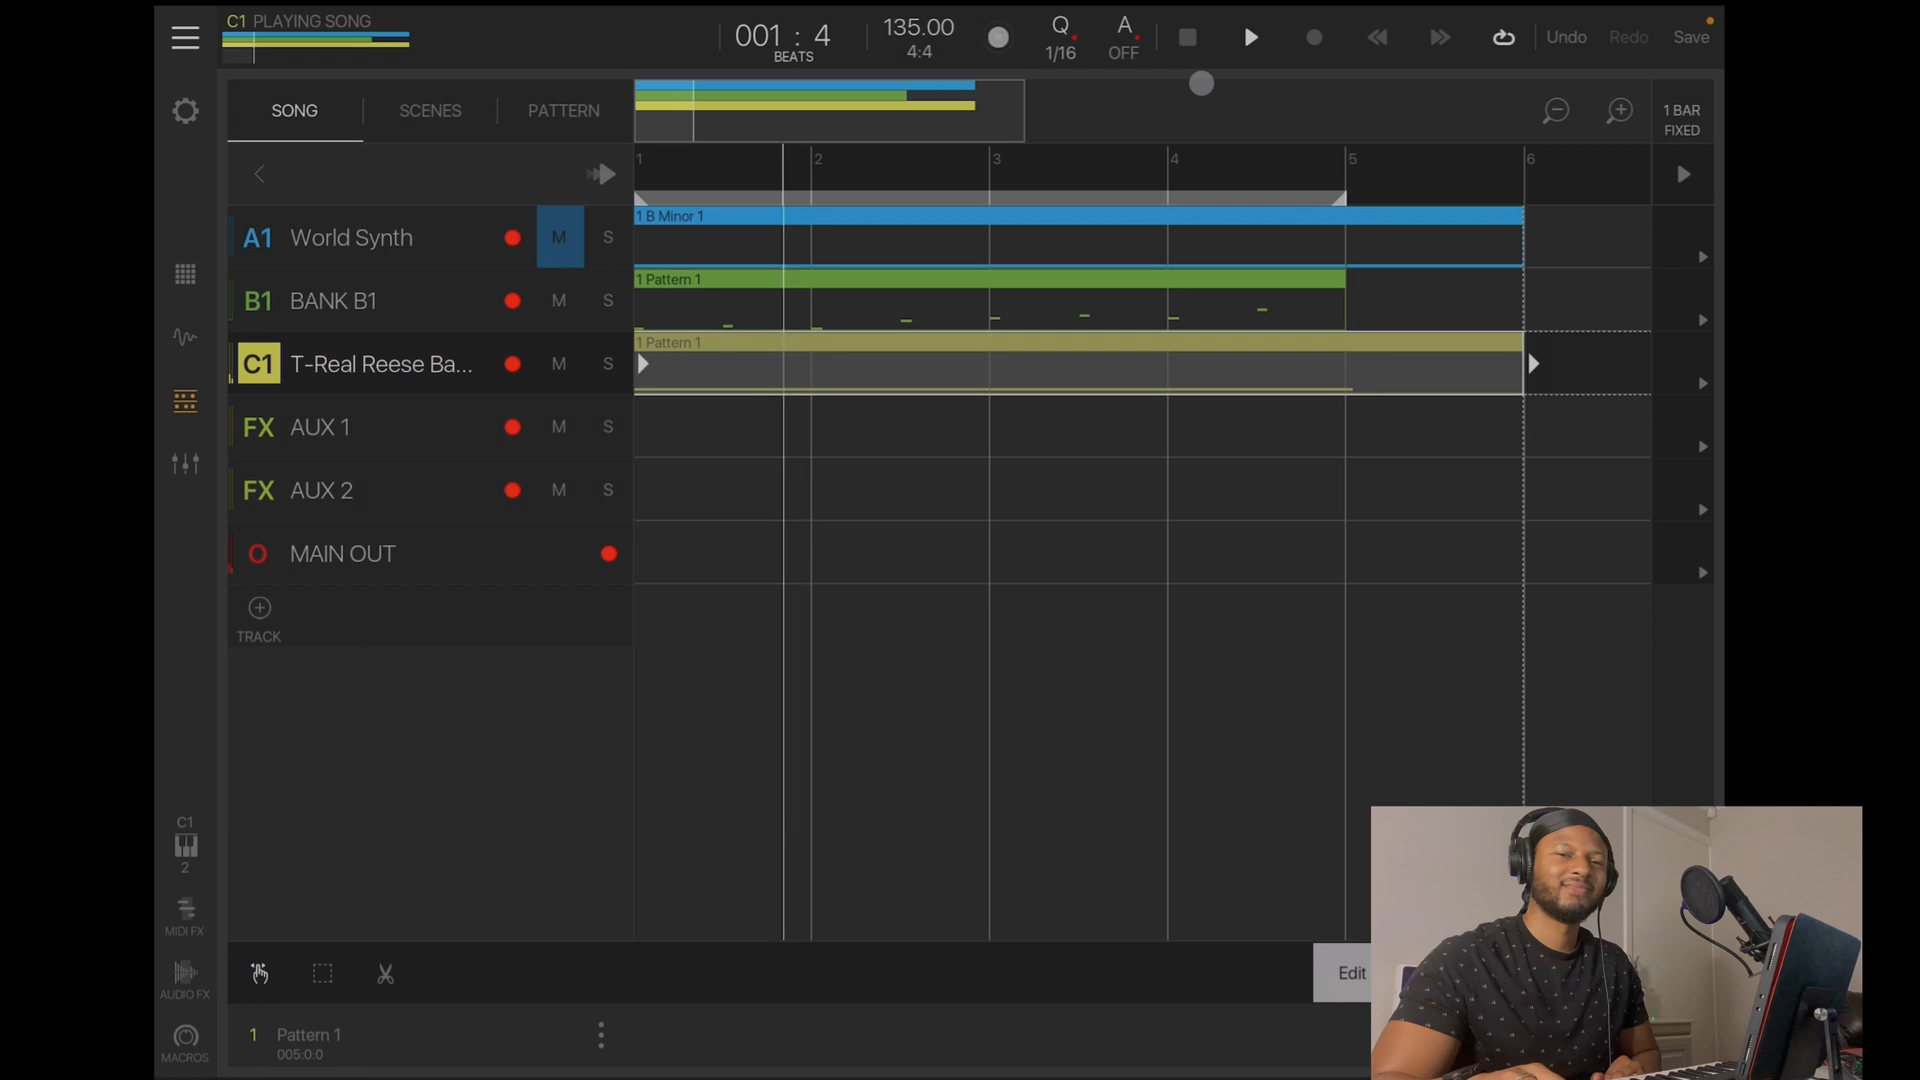 C1 PLAYING SONG
001 : 4
BEATS
135.00
4:4
Q
1/16
A
OFF
Undo
Redo
Save
SONG
SCENES
PATTERN
1 BAR
FIXED
1
2
3
4
5
6
A1 World Synth M S
1 B Minor 1
B1 BANK B1 M S
1 Pattern 1
C1 T-Real Reese Ba... M S
1 Pattern 1
FX AUX 1 M S
FX AUX 2 M S
O MAIN OUT
TRACK
C1
2
MIDI FX
AUDIO FX
MACROS
Edit
1 Pattern 1
005:0:0